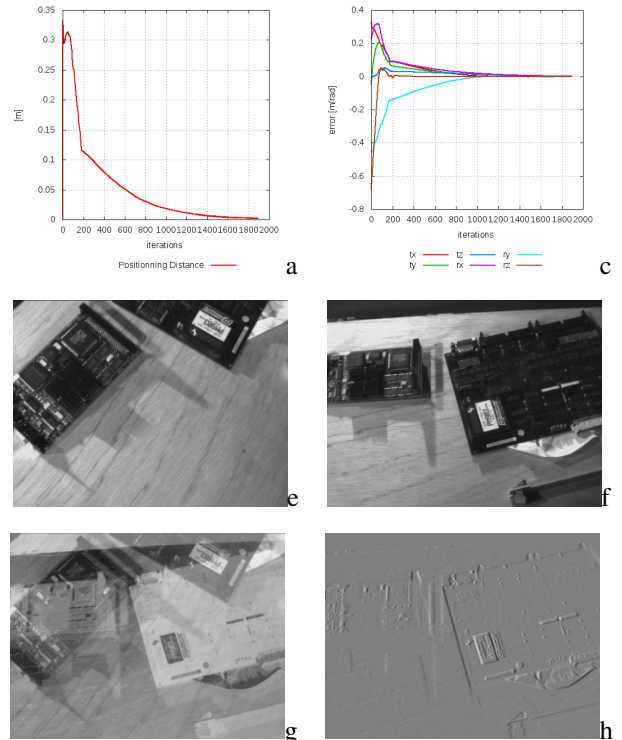 0.35
0.3
0.25
0.2
0.15
0.1
0.05
0
[m]
0 200 400 600 800 1000 1200 1400 1600 1800 2000
iterations
Positionning Distance
a
0.4
0.2
0
-0.2
-0.4
-0.6
-0.8
error [m/rad]
0 200 400 600 800 1000 1200 1400 1600 1800 2000
iterations
tx tz ry
ty rx rz
c
e
f
g
h